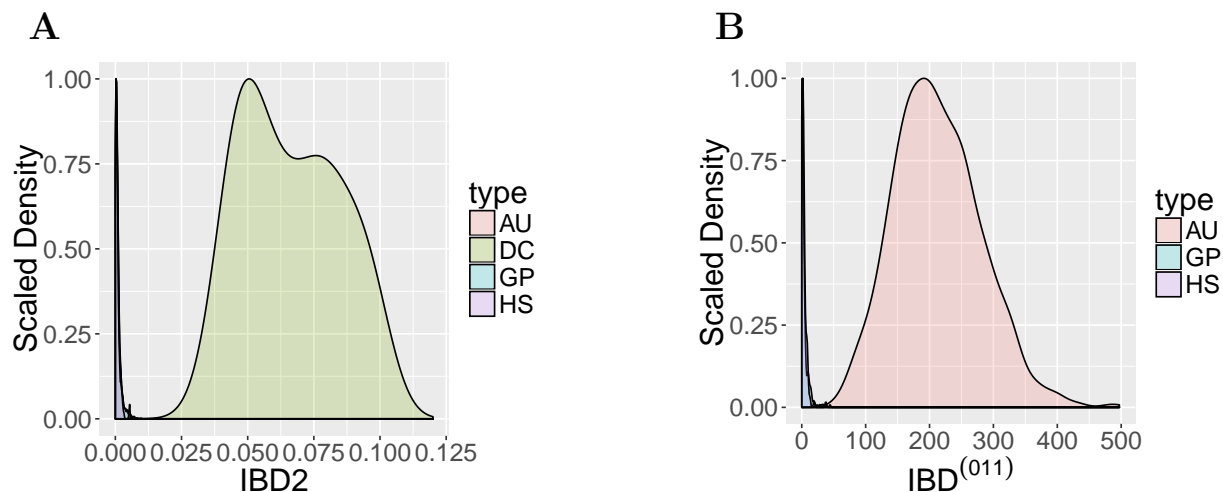 A
Scaled Density
1.00
0.75
0.50
0.25
0.00
0.000 0.025 0.050 0.075 0.100 0.125
IBD2
type
AU
DC
GP
HS
B
Scaled Density
1.00
0.75
0.50
0.25
0.00
0 100 200 300 400 500
IBD(011)
type
AU
GP
HS